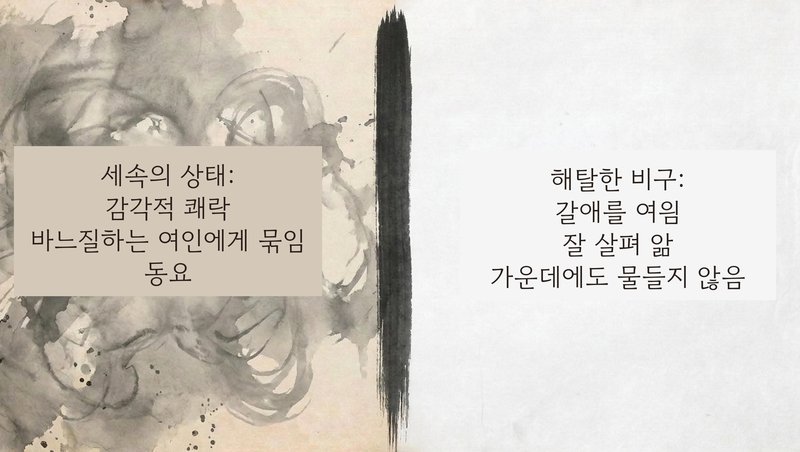 세속의 상태:
감각적 쾌락
바느질하는 여인에게 묶임
동요
해탈한 비구:
갈애를 여읨
잘 살펴 앎
가운데에도 물들지 않음